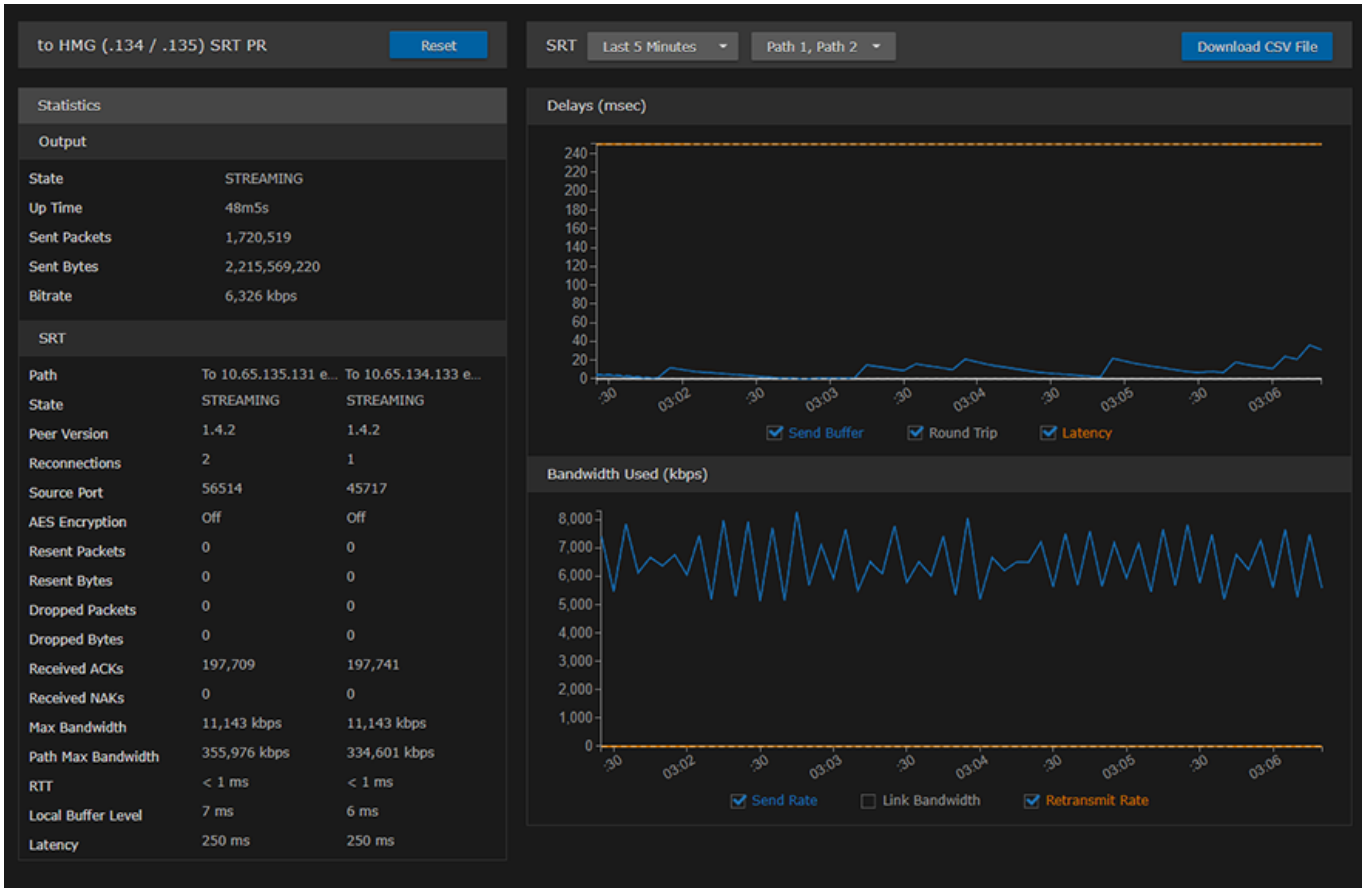 to HMG (.134 / .135) SRT PR
Reset
Statistics
Output
State STREAMING
Up Time 48m5s
Sent Packets 1,720,519
Sent Bytes 2,215,569,220
Bitrate 6,326 kbps
SRT
Path To 10.65.135.131 e... To 10.65.134.133 e...
State STREAMING STREAMING
Peer Version 1.4.2 1.4.2
Reconnections 2 1
Source Port 56514 45717
AES Encryption Off Off
Resent Packets 0 0
Resent Bytes 0 0
Dropped Packets 0 0
Dropped Bytes 0 0
Received ACKs 197,709 197,741
Received NAKs 0 0
Max Bandwidth 11,143 kbps 11,143 kbps
Path Max Bandwidth 355,976 kbps 334,601 kbps
RTT < 1 ms < 1 ms
Local Buffer Level 7 ms 6 ms
Latency 250 ms 250 ms
SRT Last 5 Minutes Path 1, Path 2 Download CSV File
Delays (msec)
240
220
200
180
160
140
120
100
80
60
40
20
0
:30 03:02 :30 03:03 :30 03:04 :30 03:05 :30 03:06
Send Buffer Round Trip Latency
Bandwidth Used (kbps)
8,000
7,000
6,000
5,000
4,000
3,000
2,000
1,000
0
:30 03:02 :30 03:03 :30 03:04 :30 03:05 :30 03:06
Send Rate Link Bandwidth Retransmit Rate